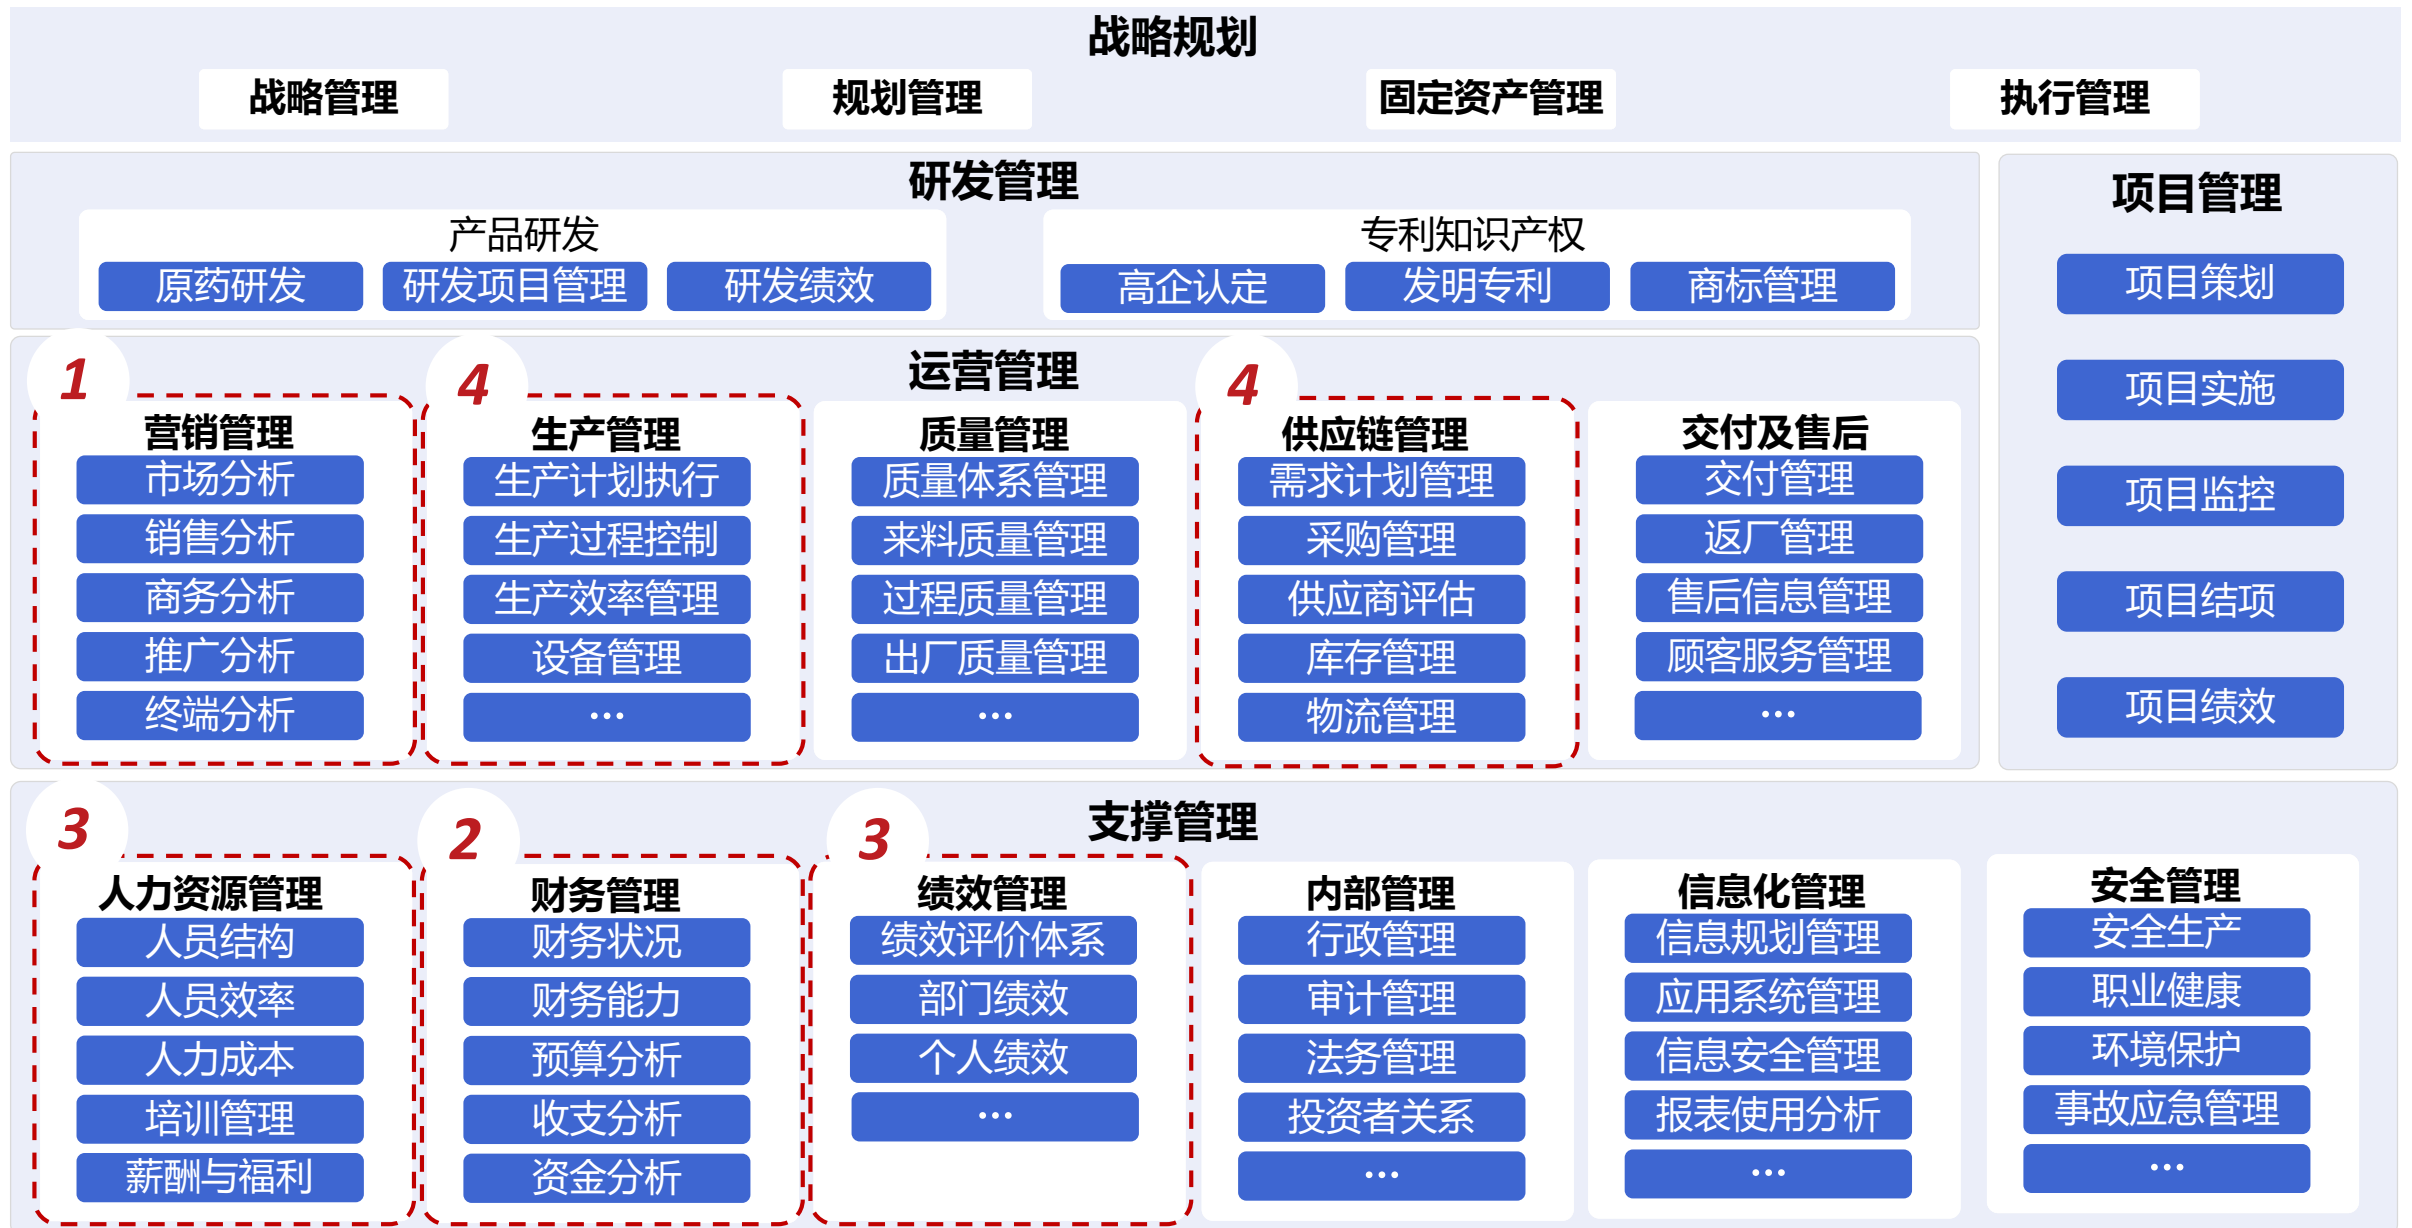 战略规划
战略管理
规划管理
固定资产管理
执行管理
研发管理
产品研发
原药研发
研发项目管理
研发绩效
专利知识产权
高企认定
发明专利
商标管理
项目管理
项目策划
项目实施
项目监控
项目结项
项目绩效
运营管理
1
营销管理
市场分析
销售分析
商务分析
推广分析
终端分析
4
生产管理
生产计划执行
生产过程控制
生产效率管理
设备管理
...
质量管理
质量体系管理
来料质量管理
过程质量管理
出厂质量管理
...
4
供应链管理
需求计划管理
采购管理
供应商评估
库存管理
物流管理
交付及售后
交付管理
返厂管理
售后信息管理
顾客服务管理
...
支撑管理
3
人力资源管理
人员结构
人员效率
人力成本
培训管理
薪酬与福利
2
财务管理
财务状况
财务能力
预算分析
收支分析
资金分析
3
绩效管理
绩效评价体系
部门绩效
个人绩效
...
内部管理
行政管理
审计管理
法务管理
投资者关系
...
信息化管理
信息规划管理
应用系统管理
信息安全管理
报表使用分析
...
安全管理
安全生产
职业健康
环境保护
事故应急管理
...